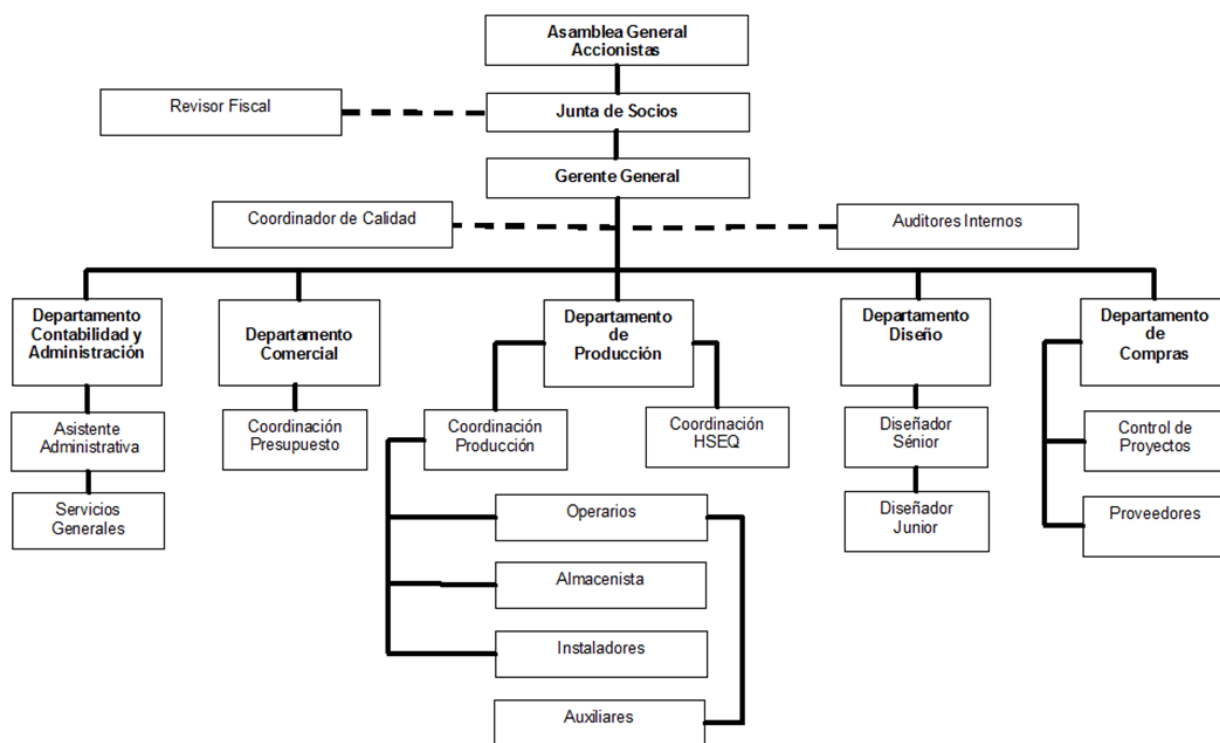 Asamblea General
Accionistas
Revisor Fiscal
Junta de Socios
Gerente General
Coordinador de Calidad
Auditores Internos
Departamento
Contabilidad y
Administración
Departamento
Comercial
Departamento
de
Producción
Departamento
Diseño
Departamento
de
Compras
Asistente
Administrativa
Coordinación
Presupuesto
Coordinación
Producción
Coordinación
HSEQ
Diseñador
Sénior
Control de
Proyectos
Servicios
Generales
Operarios
Diseñador
Junior
Proveedores
Almacenista
Instaladores
Auxiliares